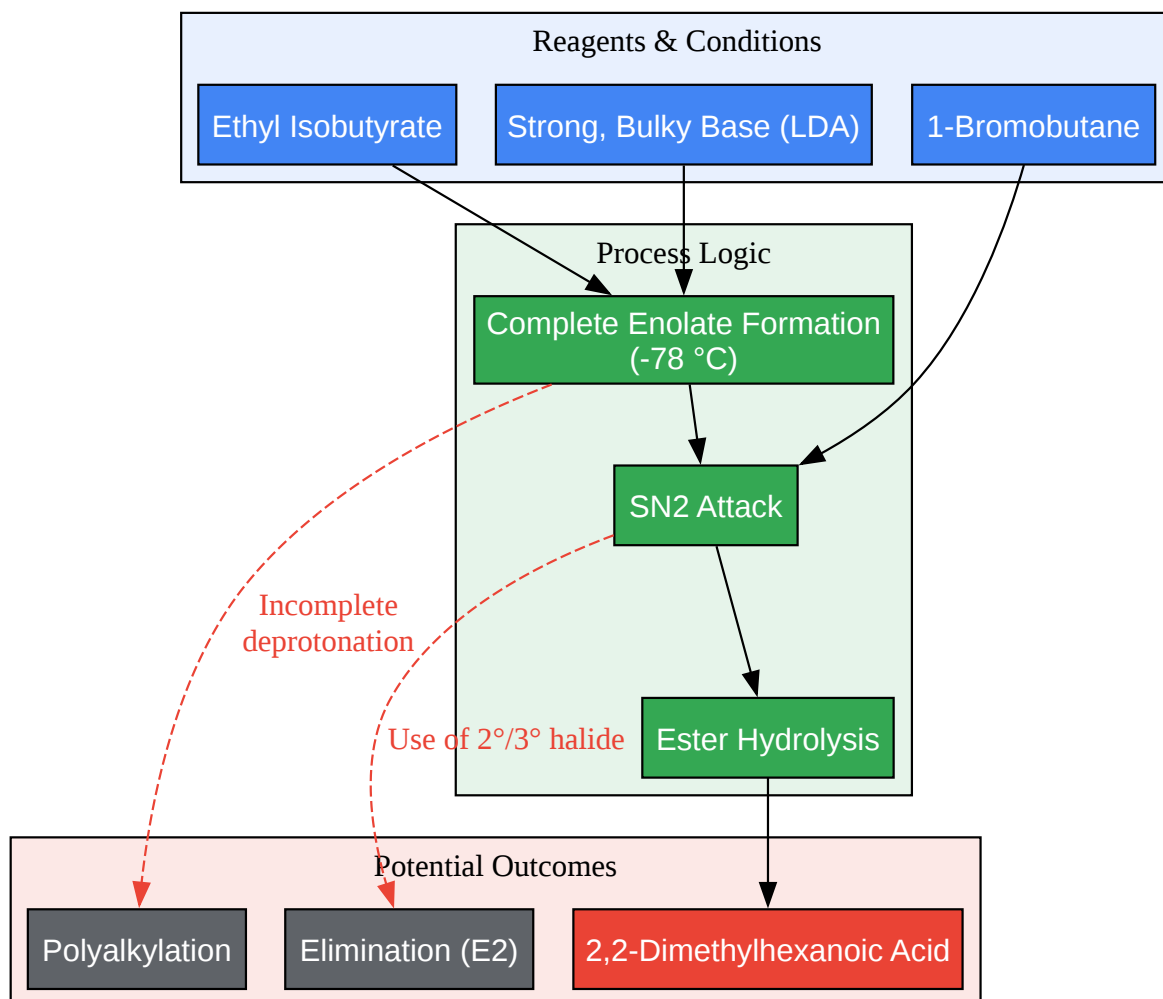 Reagents & Conditions
Ethyl Isobutyrate
Strong, Bulky Base (LDA)
1-Bromobutane
Process Logic
Complete Enolate Formation
(-78 °C)
SN2 Attack
Incomplete
deprotonation
Use of 2°/3° halide
Ester Hydrolysis
Potential Outcomes
Polyalkylation
Elimination (E2)
2,2-Dimethylhexanoic Acid